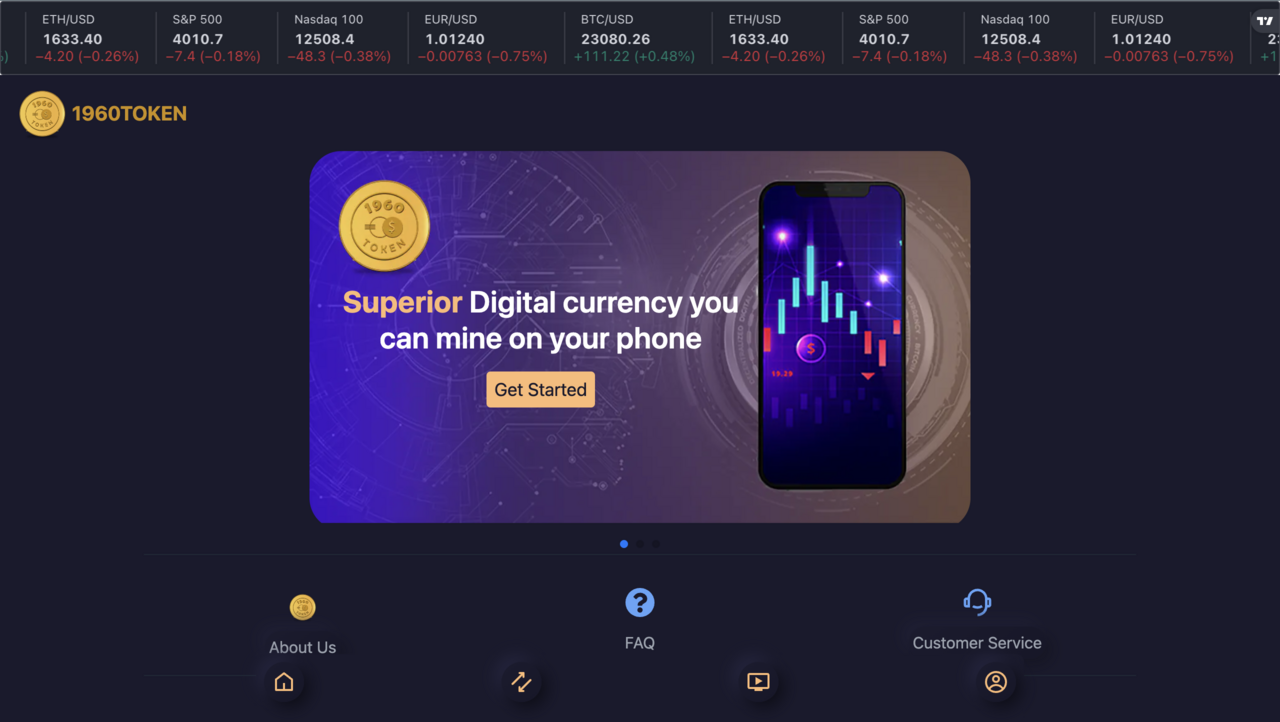 ETH/USD S&P 500 Nasdaq 100 EUR/USD BTC/USD ETH/USD S&P 500 Nasdaq 100 EUR/USD
1633.40 4010.7 12508.4 1.01240 23080.26 1633.40 4010.7 12508.4 1.01240
−4.20 (−0.26%) −7.4 (−0.18%) −48.3 (−0.38%) −0.00763 (−0.75%) +111.22 (+0.48%) −4.20 (−0.26%) −7.4 (−0.18%) −48.3 (−0.38%) −0.00763 (−0.75%)
1960TOKEN
1960
TOKEN
Superior Digital currency you
can mine on your phone
Get Started
19.29
About Us
FAQ
Customer Service